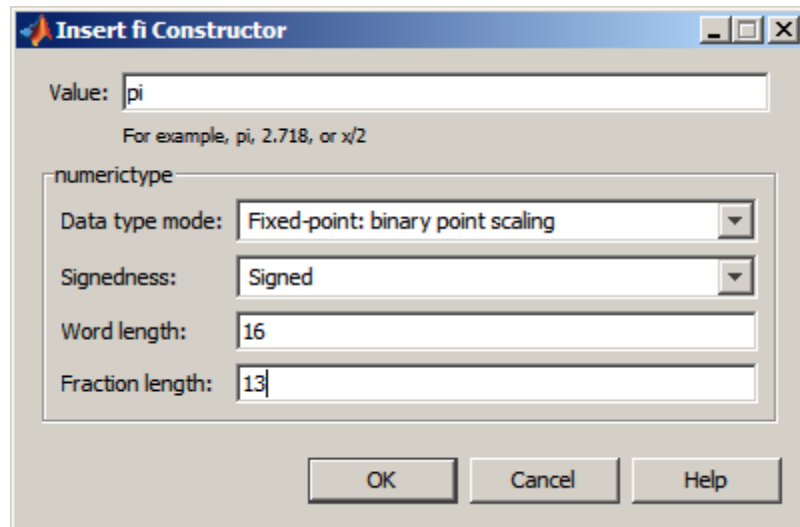 Insert fi Constructor
Value: pi
For example, pi, 2.718, or x/2
numerictype
Data type mode: Fixed-point: binary point scaling
Signedness: Signed
Word length: 16
Fraction length: 13
OK Cancel Help